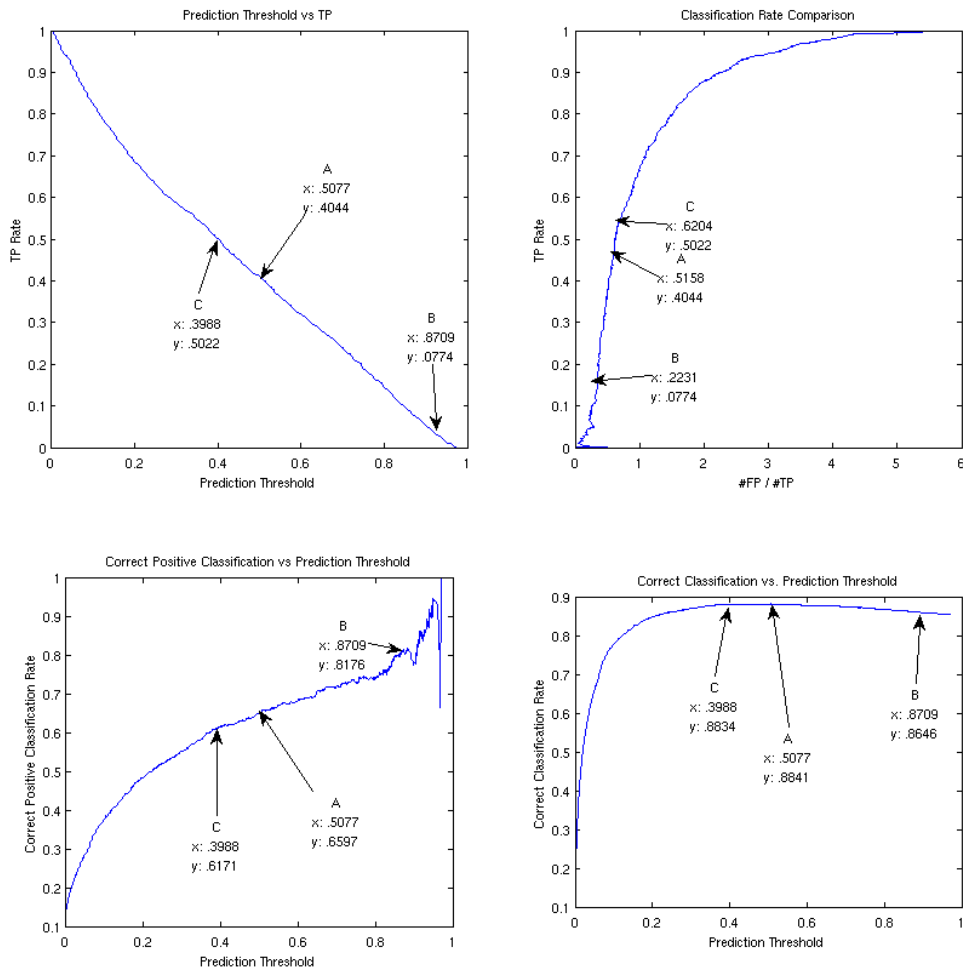 Prediction Threshold vs TP
1
0.9
0.8
0.7
0.6
0.5
0.4
0.3
0.2
0.1
0
TP Rate
A
x: .5077
y: .4044
C
x: .3988
y: .5022
B
x: .8709
y: .0774
0 0.2 0.4 0.6 0.8 1
Prediction Threshold
Classification Rate Comparison
1
0.9
0.8
0.7
0.6
0.5
0.4
0.3
0.2
0.1
0
TP Rate
C
x: .6204
y: .5022
A
x: .5158
y: .4044
B
x: .2231
y: .0774
0 1 2 3 4 5 6
#FP / #TP
Correct Positive Classification vs Prediction Threshold
1
0.9
0.8
0.7
0.6
0.5
0.4
0.3
0.2
0.1
Correct Positive Classification Rate
B
x: .8709
y: .8176
A
x: .5077
y: .6597
C
x: .3988
y: .6171
0 0.2 0.4 0.6 0.8 1
Prediction Threshold
Correct Classification vs. Prediction Threshold
0.9
0.8
0.7
0.6
0.5
0.4
0.3
0.2
0.1
Correct Classification Rate
C
x: .3988
y: .8834
A
x: .5077
y: .8841
B
x: .8709
y: .8646
0 0.2 0.4 0.6 0.8 1
Prediction Threshold